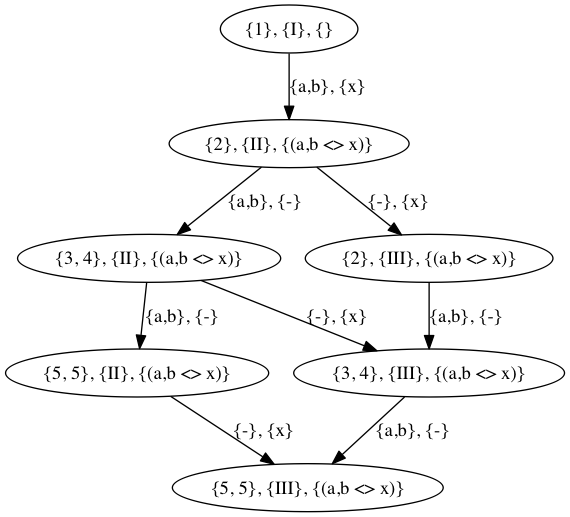 {1}, {I}, {}
{a,b}, {x}
{2}, {II}, {(a,b <> x)}
{a,b}, {-}
{-}, {x}
{3, 4}, {II}, {(a,b <> x)}
{2}, {III}, {(a,b <> x)}
{a,b}, {-}
{-}, {x}
{a,b}, {-}
{5, 5}, {II}, {(a,b <> x)}
{3, 4}, {III}, {(a,b <> x)}
{-}, {x}
{a,b}, {-}
{5, 5}, {III}, {(a,b <> x)}